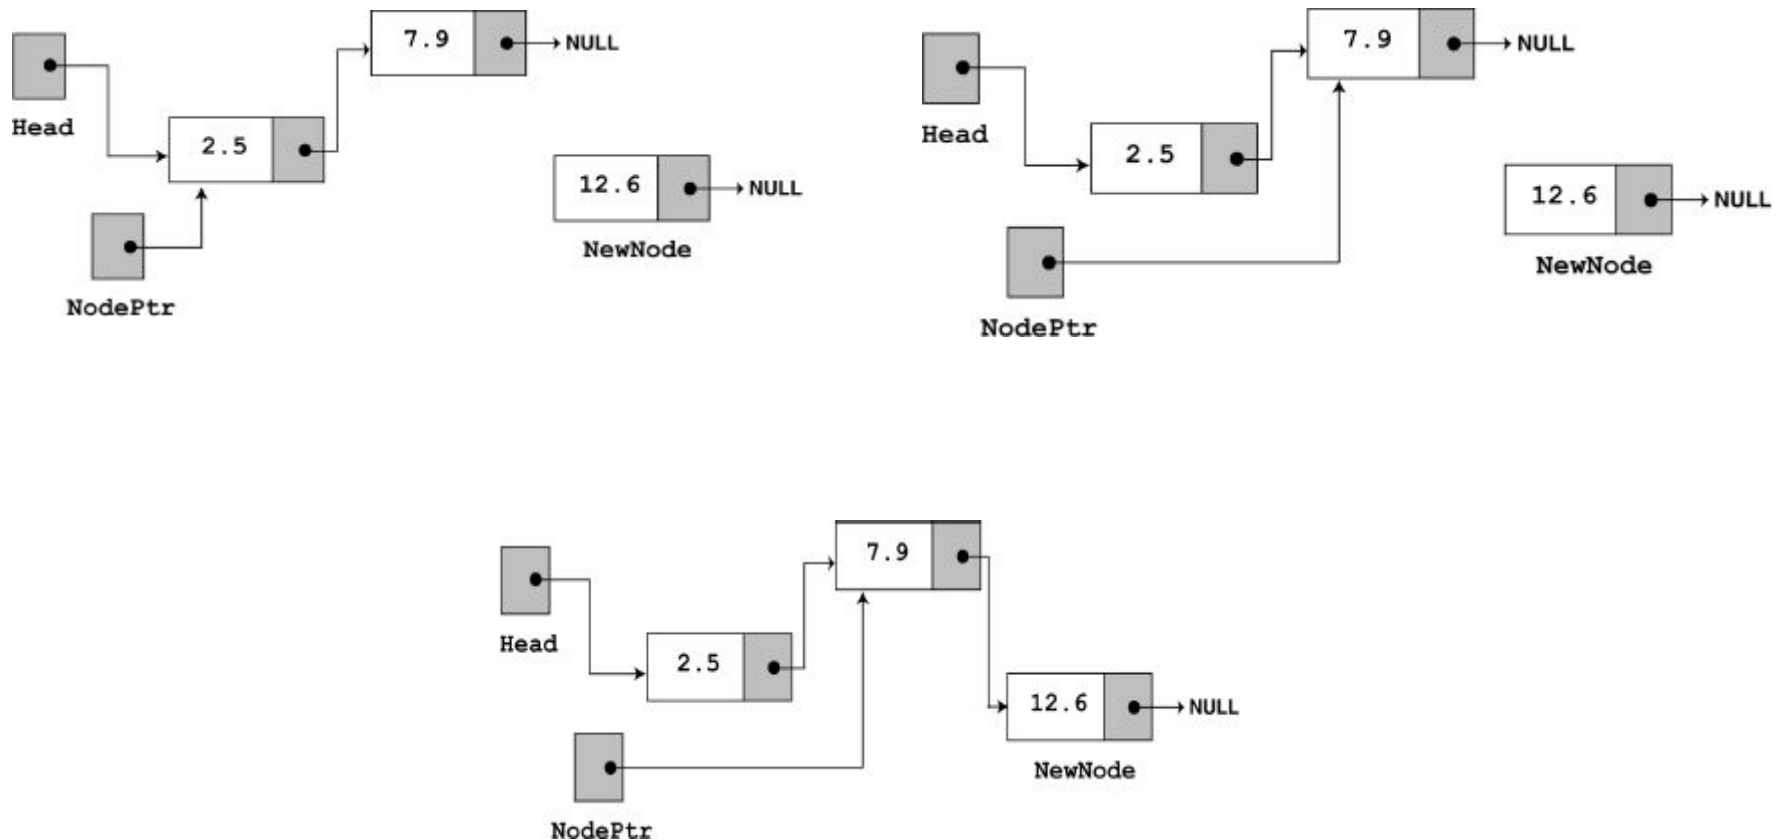 7.9
NULL
Head
2.5
12.6
NULL
NewNode
NodePtr
7.9
NULL
Head
2.5
12.6
NULL
NewNode
NodePtr
7.9
Head
2.5
12.6
NULL
NewNode
NodePtr